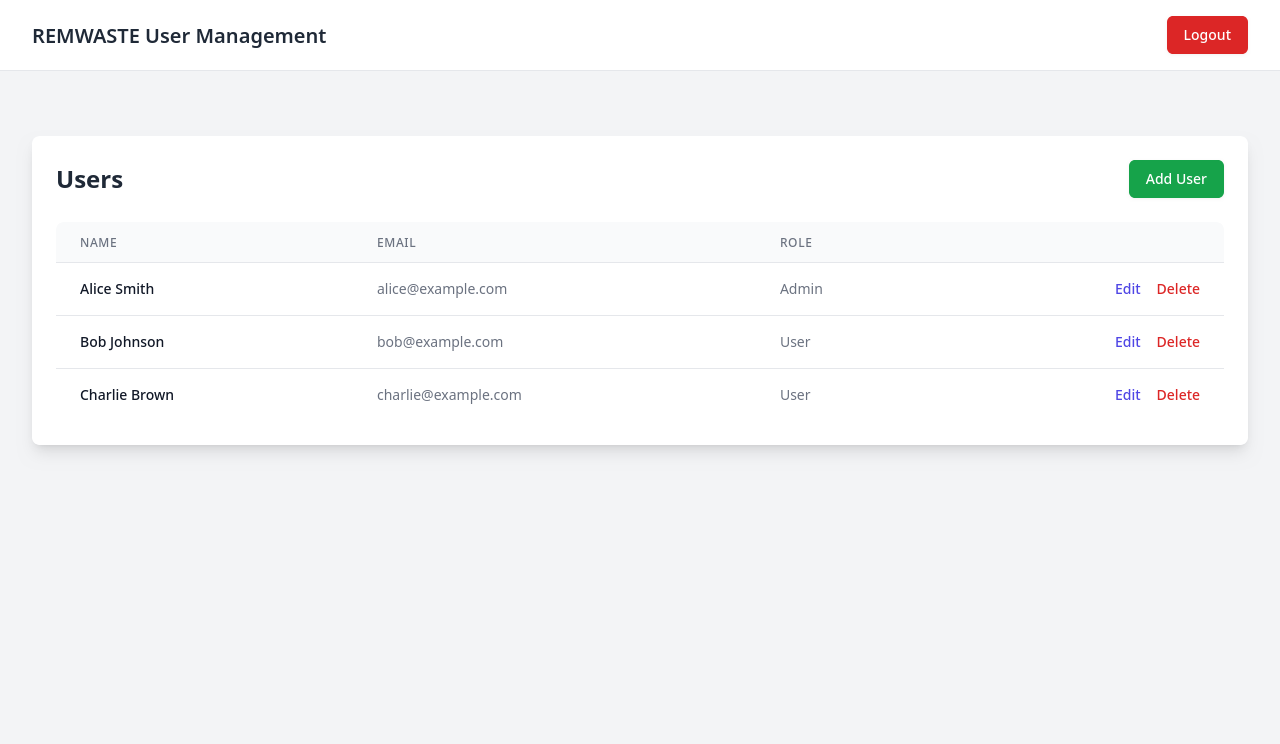 REMWASTE User Management Logout
Users Add User
NAME EMAIL ROLE
Alice Smith alice@example.com Admin Edit Delete
Bob Johnson bob@example.com User Edit Delete
Charlie Brown charlie@example.com User Edit Delete